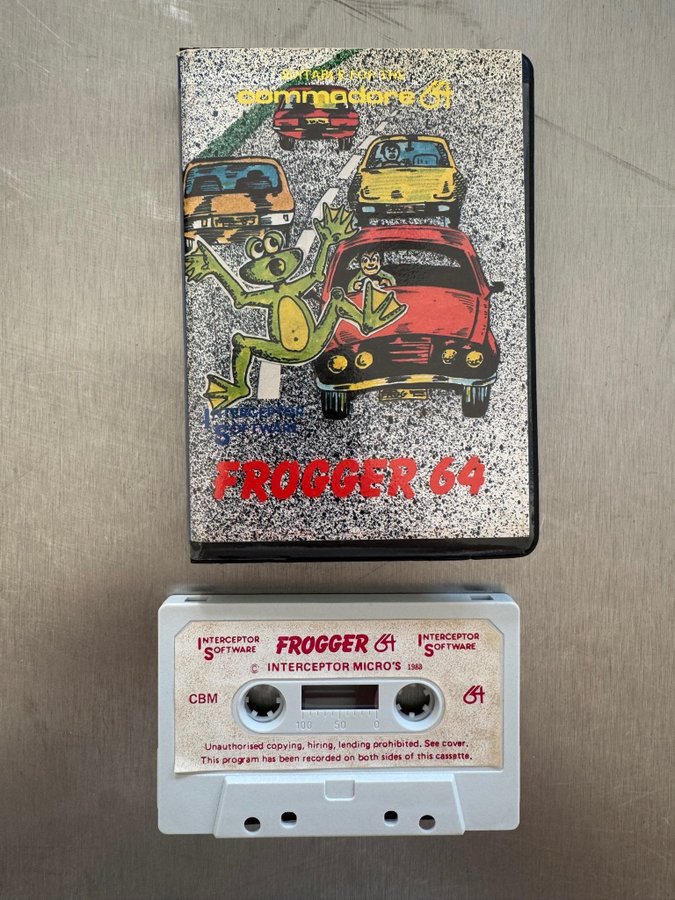 SUITABLE FOR THE
commodore 64
INTERCEPTOR
SOFTWARE
FROGGER 64
INTERCEPTOR SOFTWARE
FROGGER 64
INTERCEPTOR SOFTWARE
© INTERCEPTOR MICRO'S 1983
CBM
64
100 50 0
Unauthorised copying, hiring, lending prohibited. See cover.
This program has been recorded on both sides of this cassette.